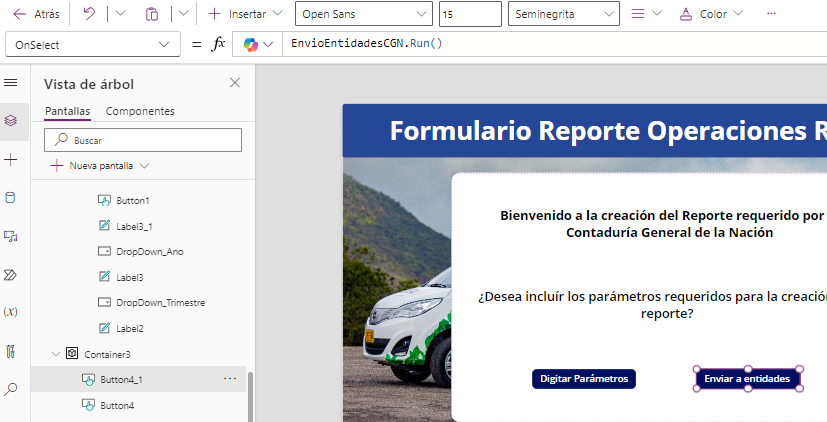 Atrás
Insertar
Open Sans
15
Seminegrita
Color
OnSelect
= fx
EnvioEntidadesCGN.Run()
Vista de árbol
Pantallas
Componentes
Buscar
Nueva pantalla
Button1
Label3_1
DropDown_Ano
Label3
DropDown_Trimestre
Label2
Container3
Button4_1
Button4
Formulario Reporte Operaciones R
Bienvenido a la creación del Reporte requerido por
Contaduría General de la Nación
¿Desea incluír los parámetros requeridos para la creación
reporte?
Digitar Parámetros
Enviar a entidades